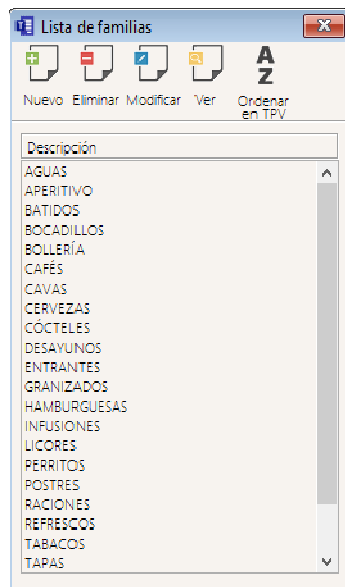 Lista de familias
Nuevo Eliminar Modificar Ver Ordenar en TPV
A
Z
Descripción
AGUAS
APERITIVO
BATIDOS
BOCADILLOS
BOLLERÍA
CAFÉS
CAVAS
CERVEZAS
CÓCTELES
DESAYUNOS
ENTRANTES
GRANIZADOS
HAMBURGUESAS
INFUSIONES
LICORES
PERRITOS
POSTRES
RACIONES
REFRESCOS
TABACOS
TAPAS